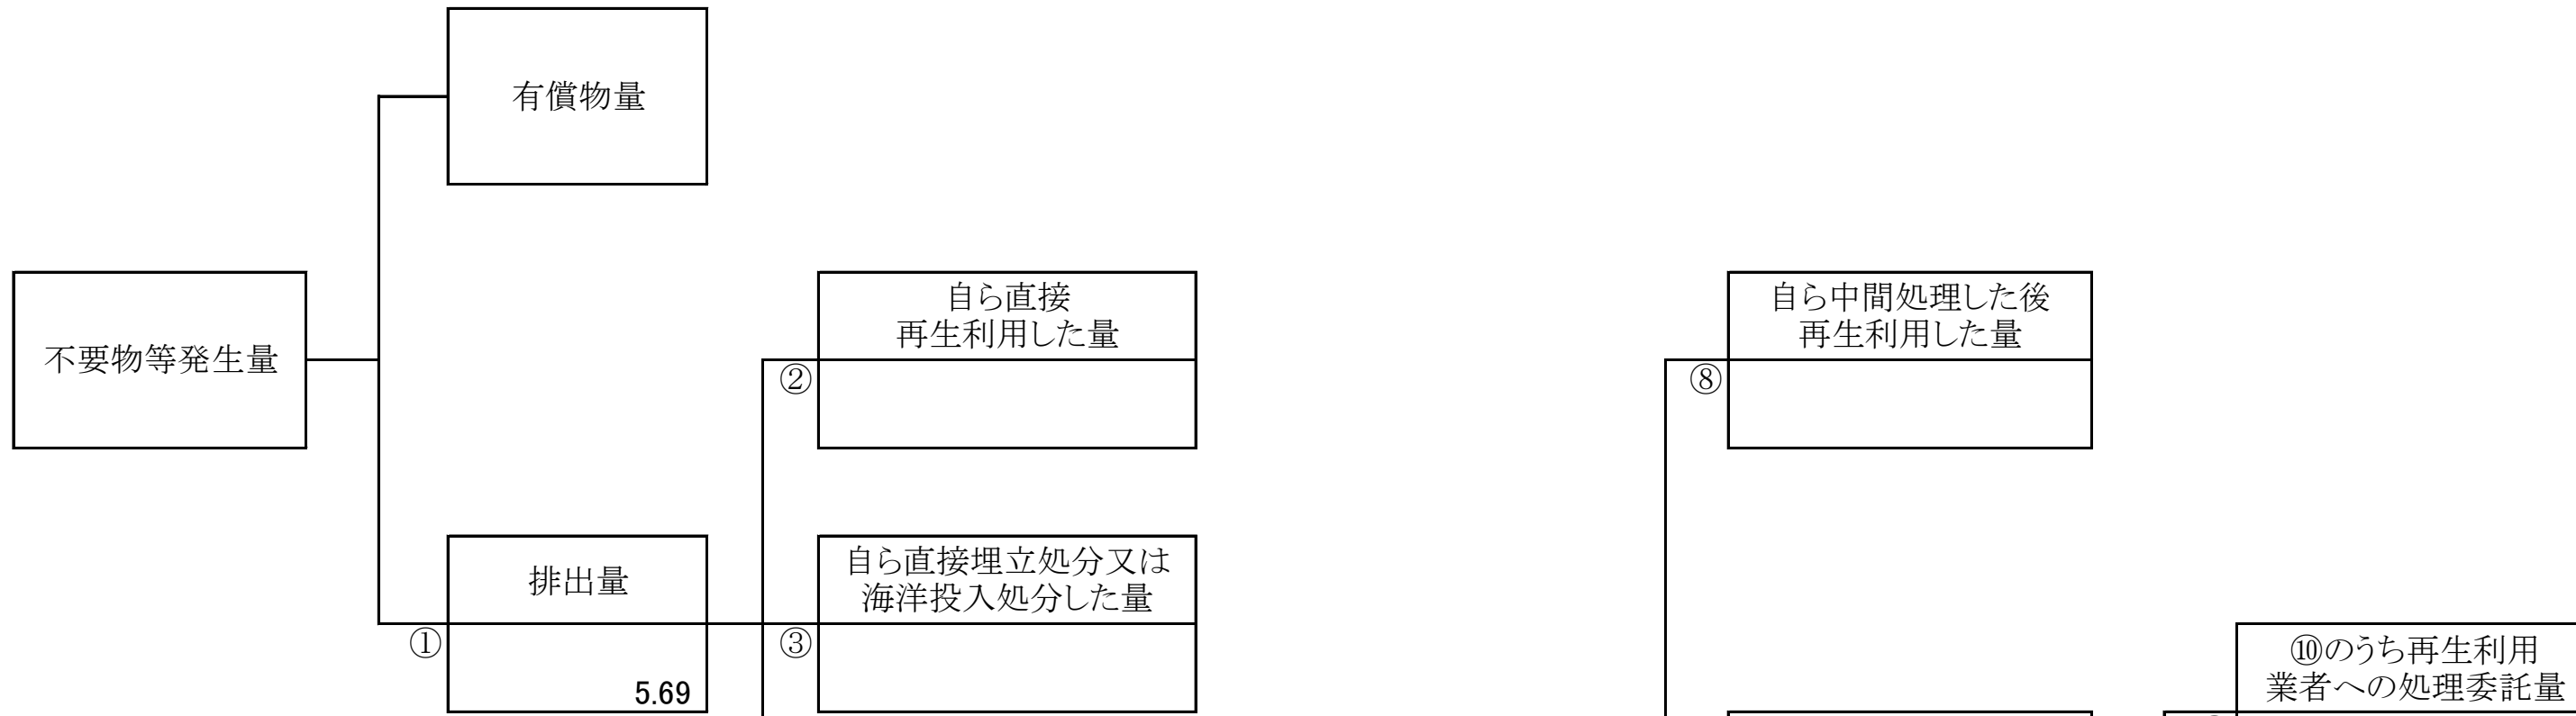 有償物量
不要物等発生量
自ら直接
再生利用した量
②
自ら中間処理した後
再生利用した量
⑧
排出量
①
5.69
自ら直接埋立処分又は
海洋投入処分した量
③
⑩のうち再生利用
業者への処理委託量